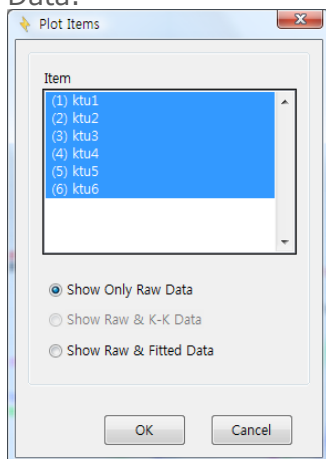 Data.
Plot Items
Item
(1) ktu1
(2) ktu2
(3) ktu3
(4) ktu4
(5) ktu5
(6) ktu6
Show Only Raw Data
Show Raw & K-K Data
Show Raw & Fitted Data
OK Cancel